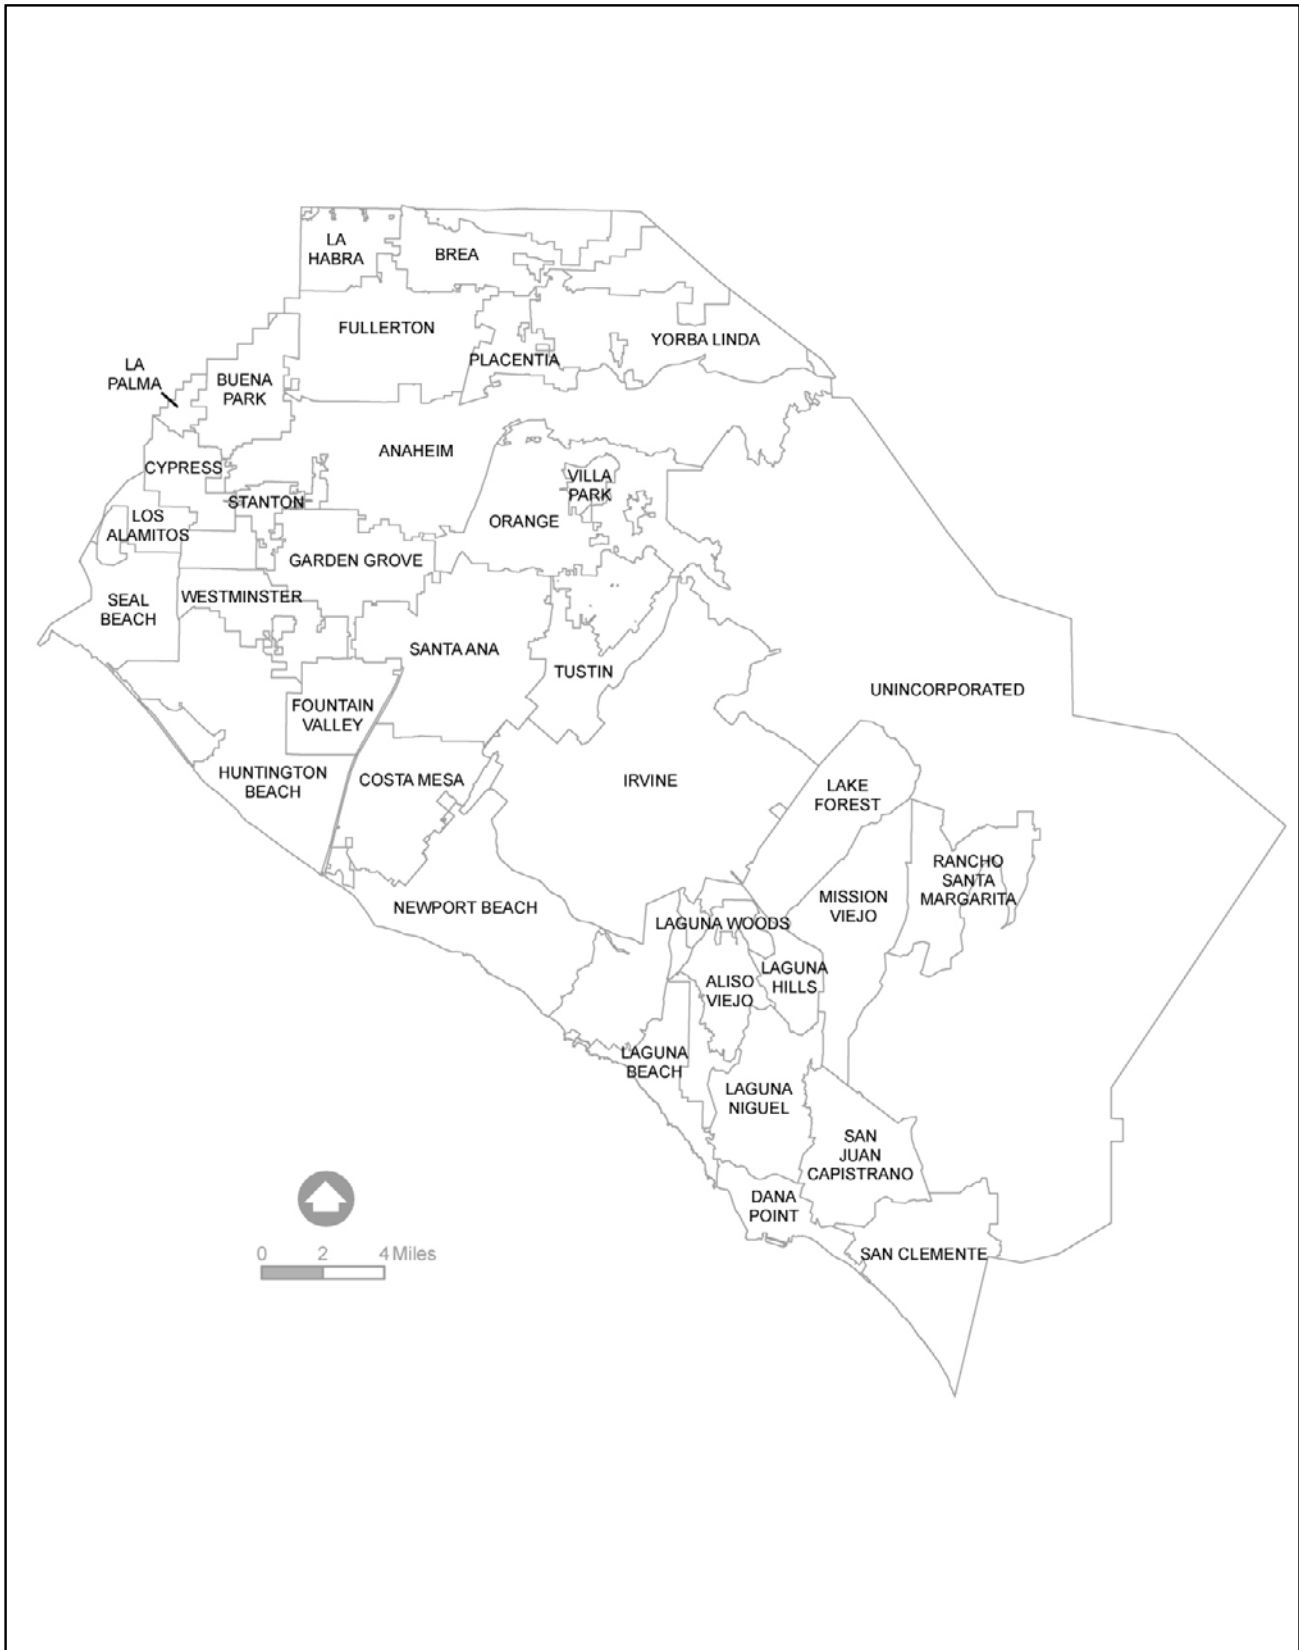 LA
HABRA
BREA
FULLERTON
YORBA LINDA
PLACENTIA
LA
PALMA
BUENA
PARK
ANAHEIM
CYPRESS
VILLA
PARK
STANTON
LOS
ALAMITOS
ORANGE
GARDEN GROVE
SEAL
BEACH
WESTMINSTER
SANTA ANA
TUSTIN
UNINCORPORATED
FOUNTAIN
VALLEY
HUNTINGTON
BEACH
COSTA MESA
IRVINE
LAKE
FOREST
RANCHO
SANTA
MARGARITA
MISSION
VIEJO
NEWPORT BEACH
LAGUNA WOODS
LAGUNA
HILLS
ALISO
VIEJO
LAGUNA
BEACH
LAGUNA
NIGUEL
SAN
JUAN
CAPISTRANO
DANA
POINT
SAN CLEMENTE
0 2 4 Miles